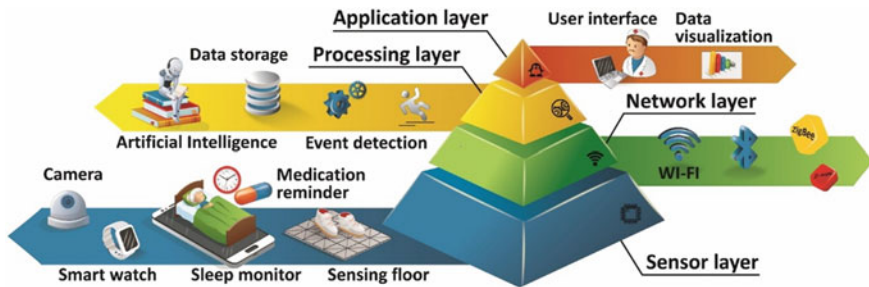 Application layer
User interface
Data
visualization
Data storage
Processing layer
Network layer
Artificial Intelligence
Event detection
WI-FI
zigBee
Camera
Medication
reminder
Smart watch
Sleep monitor
Sensing floor
Sensor layer